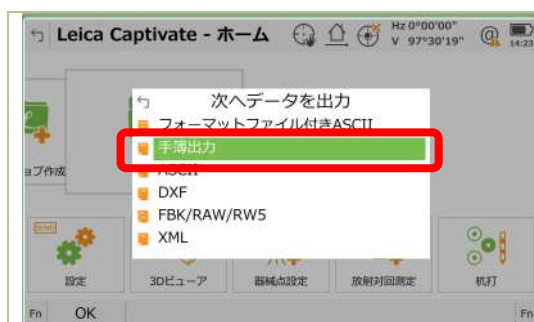 Leica Captivate - ホーム
Hz 0°00'00"
V 97°30'19"
14:23
次へデータを出力
フォーマットファイル付きASCII
手薄出力
ASCII
DXF
FBK/RAW/RW5
XML
ョブ作成
設定
3Dビューア
器械点設定
放射対回測定
杭打
Fn
OK
Fn